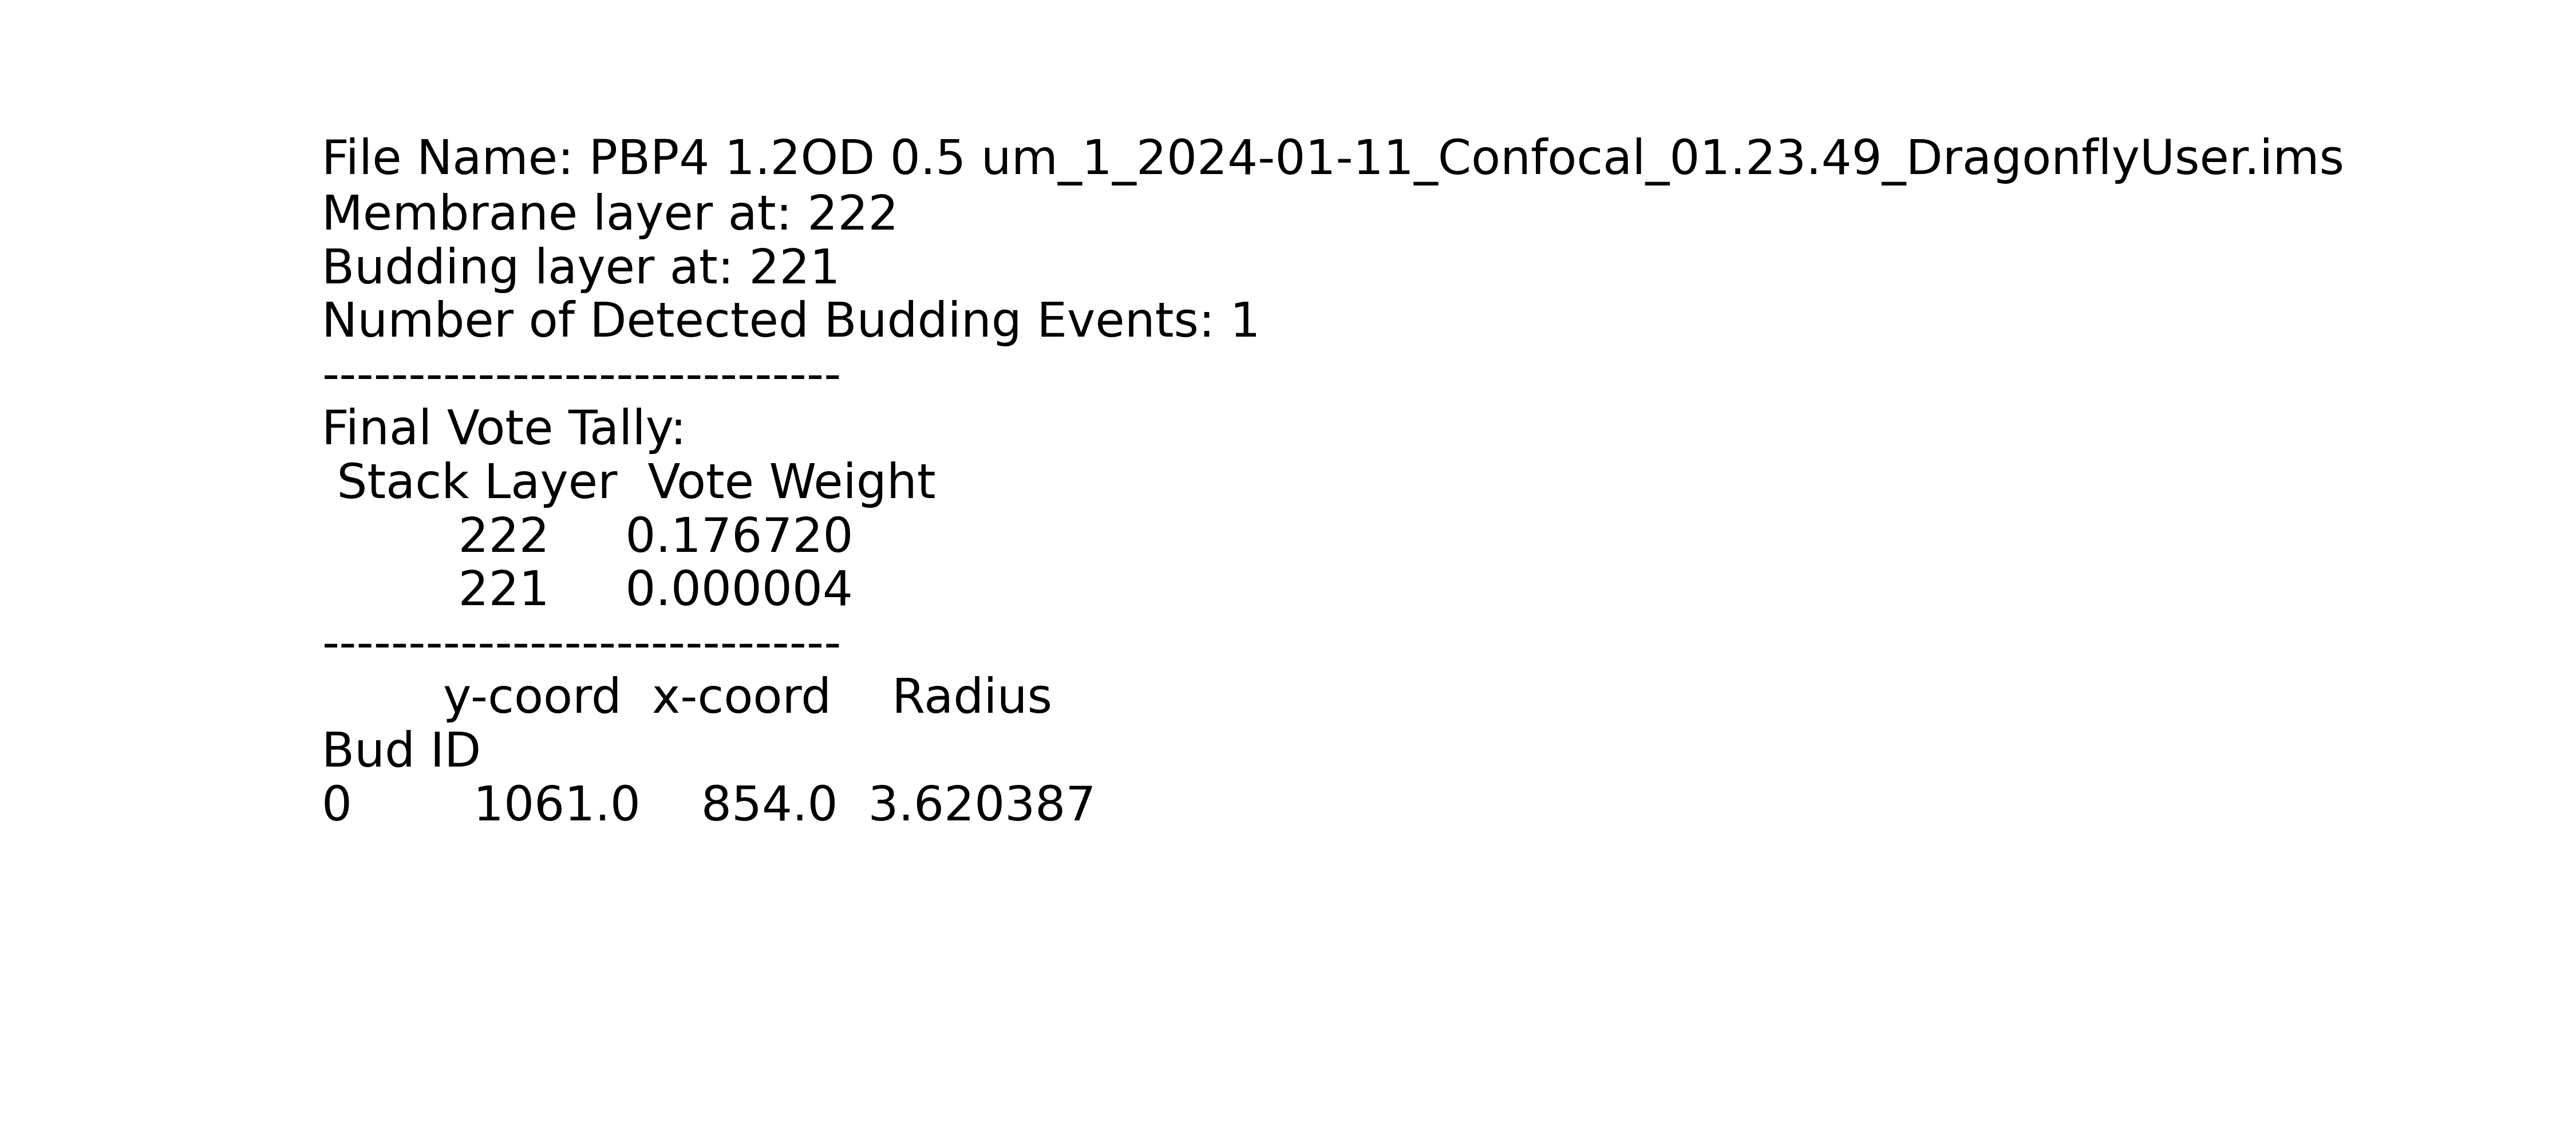 File Name: PBP4 1.2OD 0.5 um_1_2024-01-11_Confocal_01.23.49_DragonflyUser.ims
Membrane layer at: 222
Budding layer at: 221
Number of Detected Budding Events: 1
------------------------------
Final Vote Tally:
Stack Layer  Vote Weight
222     0.176720
221     0.000004
------------------------------
y-coord  x-coord    Radius
Bud ID
0        1061.0    854.0  3.620387